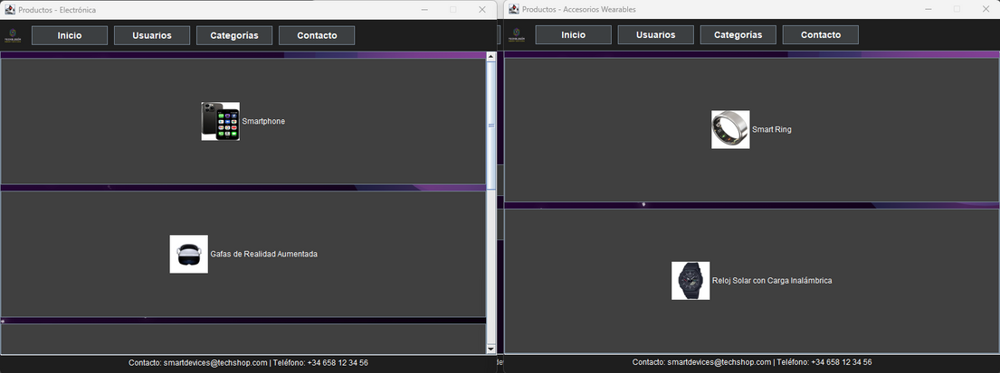 Productos - Electrónica
Inicio
Usuarios
Categorías
Contacto
Smartphone
Gafas de Realidad Aumentada
Contacto: smartdevices@techshop.com | Teléfono: +34 658 12 34 56
Productos - Accesorios Wearables
Inicio
Usuarios
Categorías
Contacto
Smart Ring
Reloj Solar con Carga Inalámbrica
Contacto: smartdevices@techshop.com | Teléfono: +34 658 12 34 56